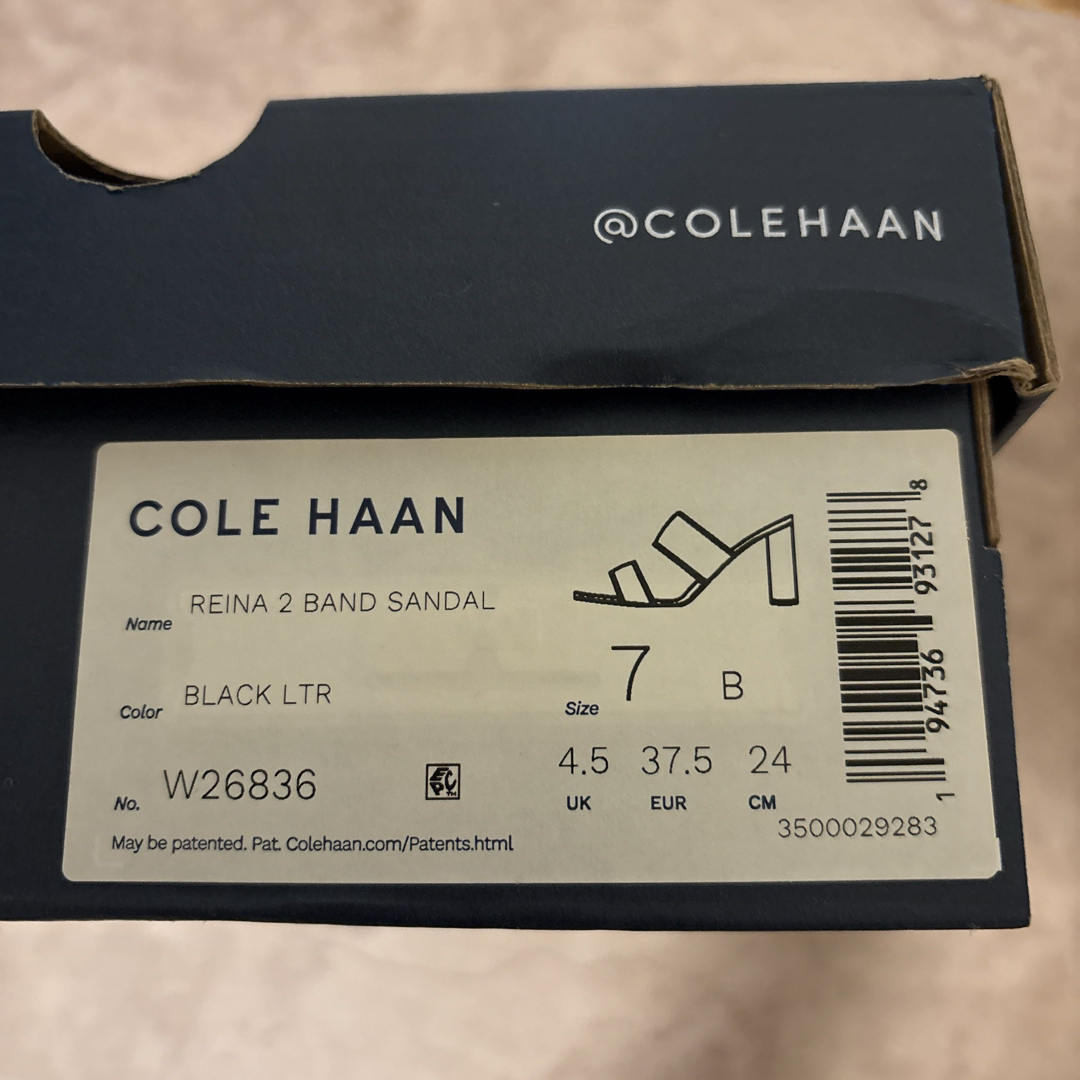 @COLEHAAN
COLE HAAN
Name REINA 2 BAND SANDAL
Color BLACK LTR
Size 7 B
No. W26836
EPC™
4.5 37.5 24
UK EUR CM
May be patented. Pat. Colehaan.com/Patents.html
1 94736 93127 8
3500029283